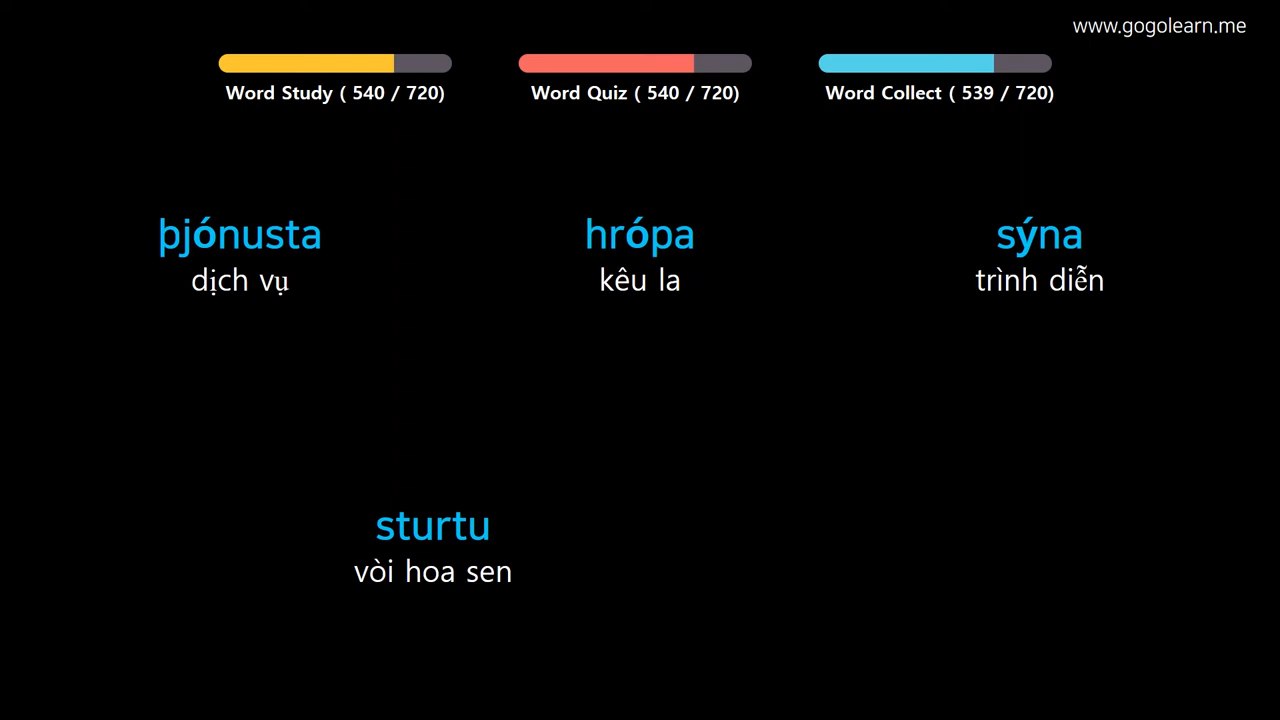 www.gogolearn.me
Word Study ( 540 / 720)
Word Quiz ( 540 / 720)
Word Collect ( 539 / 720)
þjónusta
dịch vụ
hrópa
kêu la
sýna
trình diễn
sturtu
vòi hoa sen